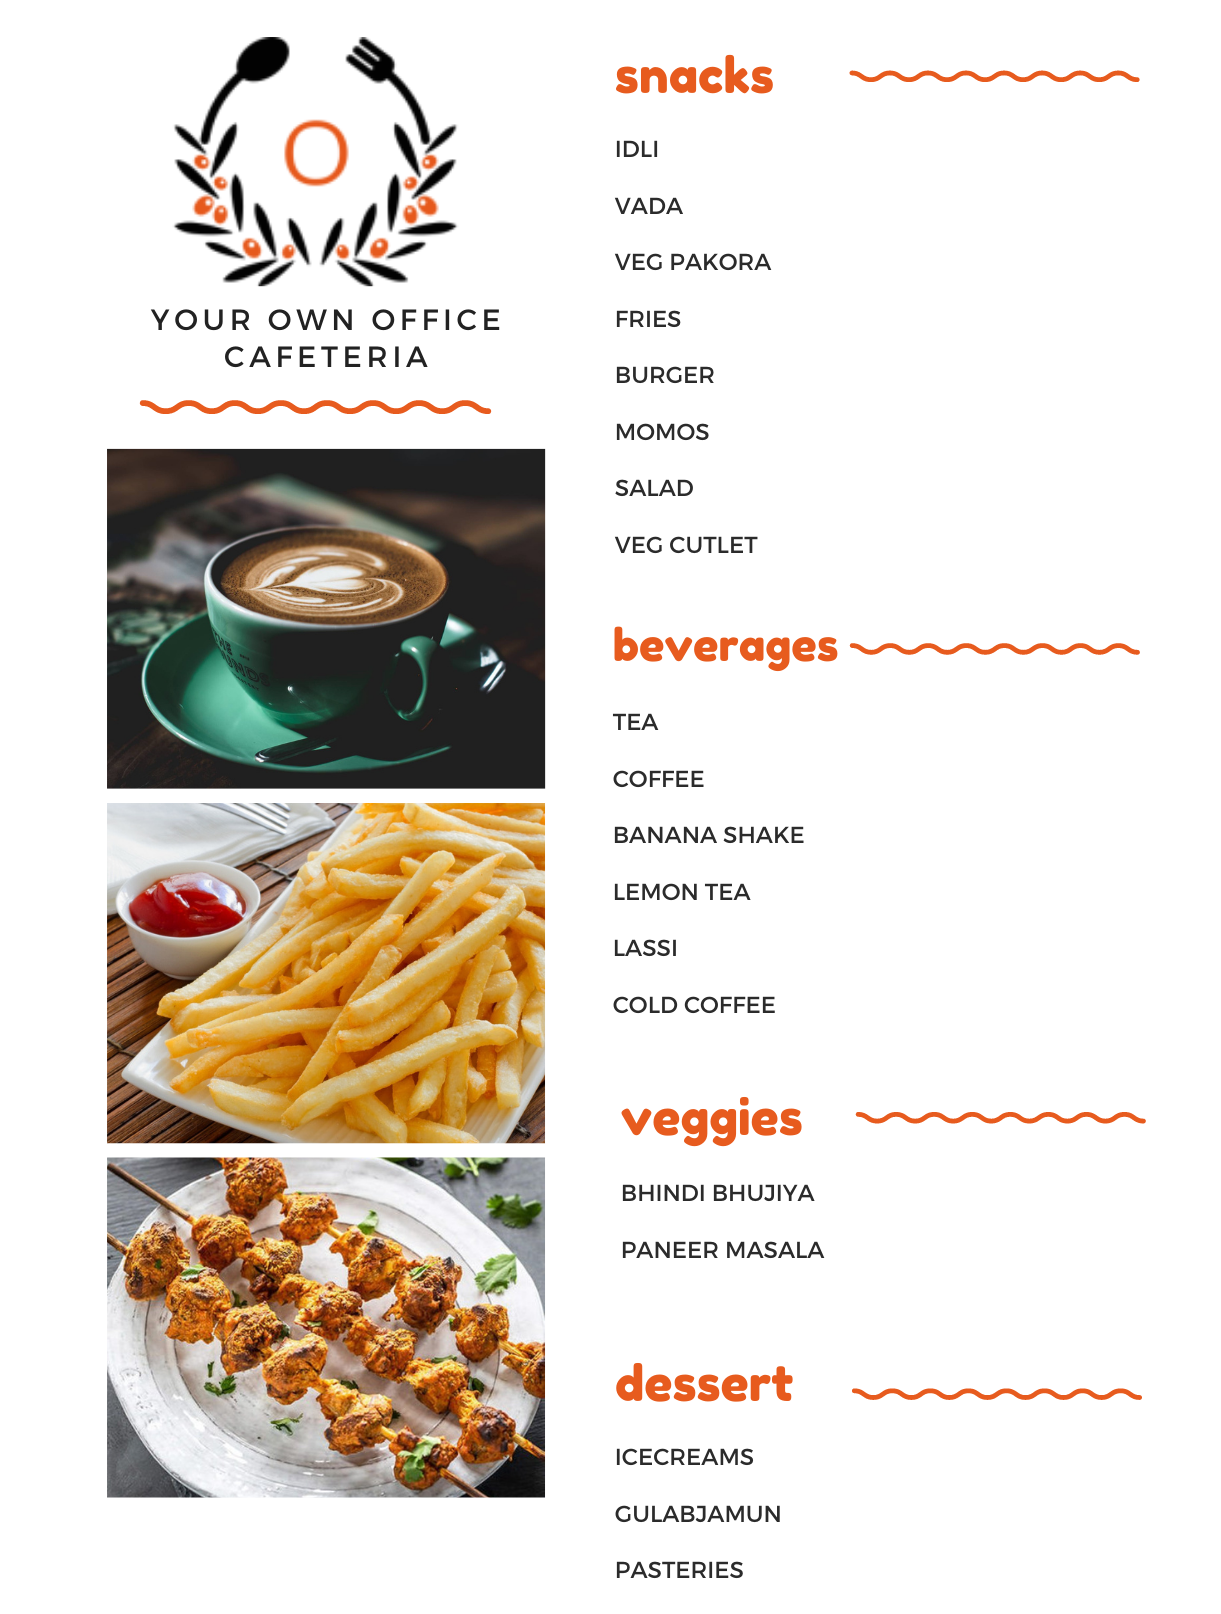 O
YOUR OWN OFFICE
CAFETERIA
snacks
IDLI
VADA
VEG PAKORA
FRIES
BURGER
MOMOS
SALAD
VEG CUTLET
beverages
TEA
COFFEE
BANANA SHAKE
LEMON TEA
LASSI
COLD COFFEE
veggies
BHINDI BHUJIYA
PANEER MASALA
dessert
ICECREAMS
GULABJAMUN
PASTERIES